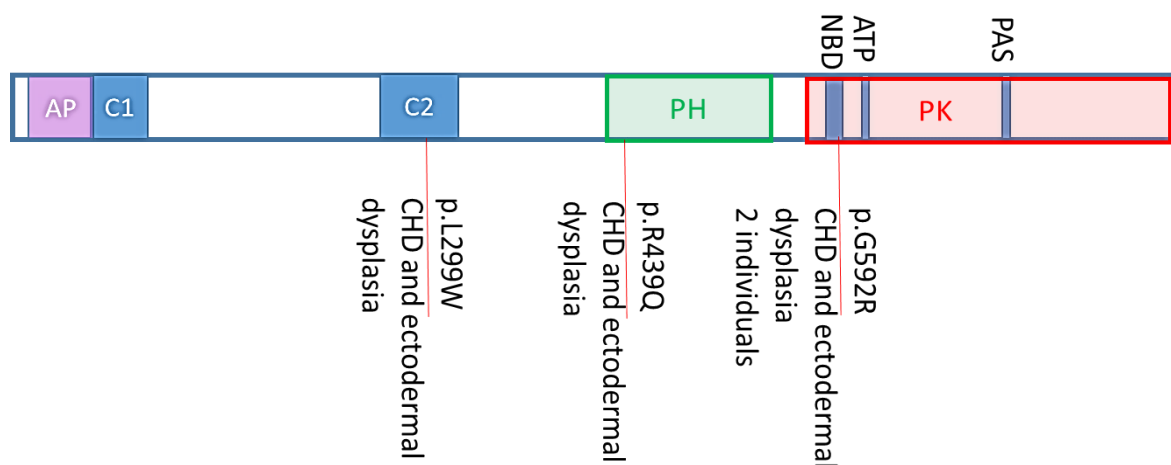 NBD
ATP
PAS
AP
C1
C2
PH
PK
p.L299W
CHD and ectodermal
dysplasia
p.R439Q
CHD and ectodermal
dysplasia
p.G592R
CHD and ectodermal
dysplasia
2 individuals